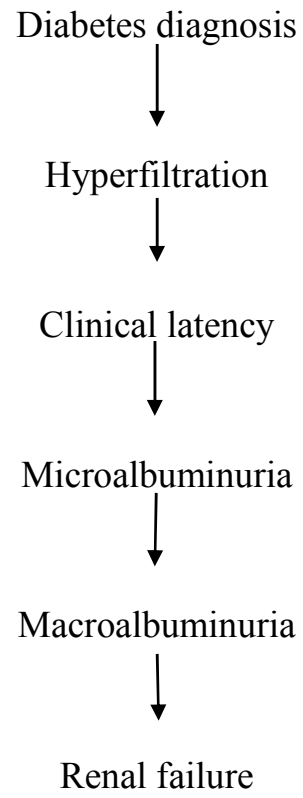 Diabetes diagnosis
Hyperfiltration
Clinical latency
Microalbuminuria
Macroalbuminuria
Renal failure